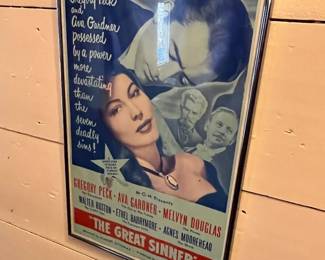 Gregory Peck
and
Ava Gardner
possessed
by a power
more
devastating
than
the
seven
deadly
sins!
M-G-M Presents
GREGORY PECK · AVA GARDNER · MELVYN DOUGLAS
WALTER HUSTON · ETHEL BARRYMORE · AGNES MOOREHEAD
"THE GREAT SINNER"